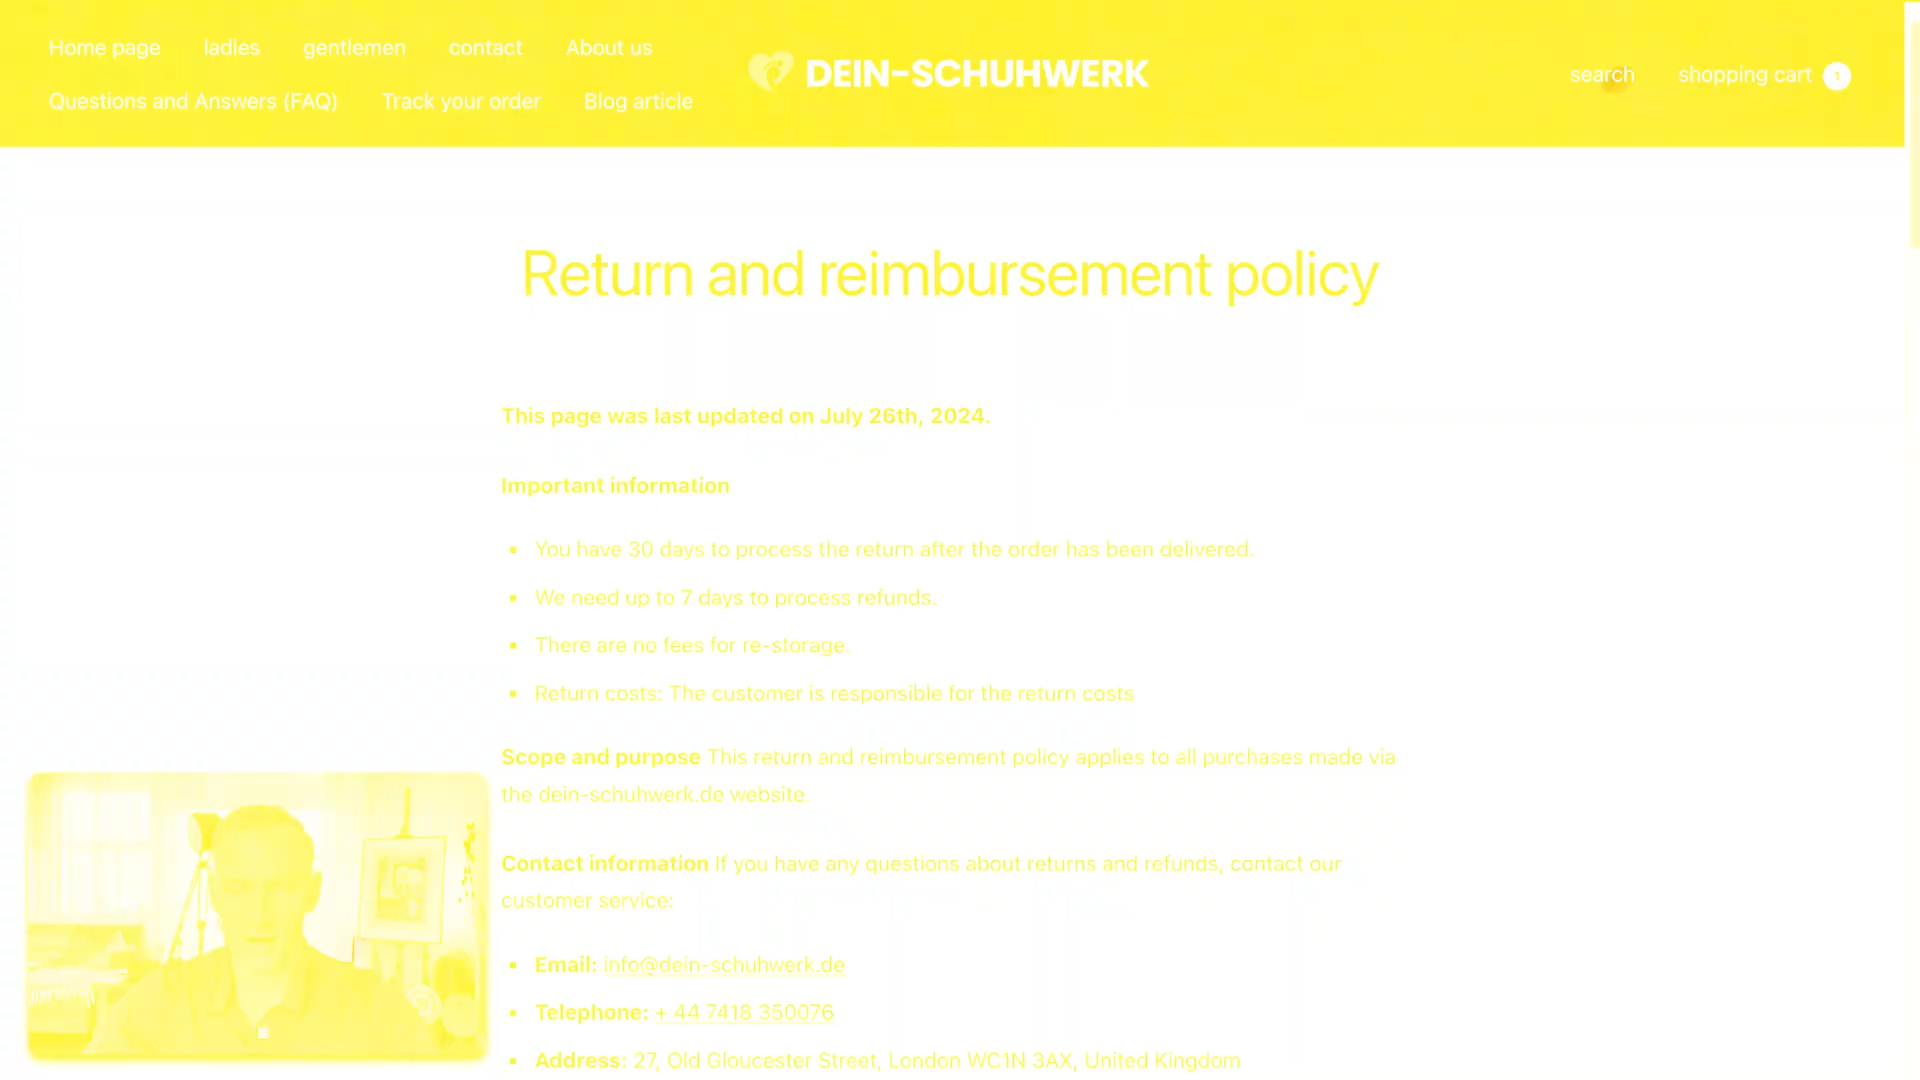 Home page ladies gentlemen contact About us
Questions and Answers (FAQ) Track your order Blog article
DEIN-SCHUHWERK
search shopping cart 1
Return and reimbursement policy
This page was last updated on July 26th, 2024.
Important information
▪ You have 30 days to process the return after the order has been delivered.
▪ We need up to 7 days to process refunds.
▪ There are no fees for re-storage.
▪ Return costs: The customer is responsible for the return costs
Scope and purpose This return and reimbursement policy applies to all purchases made via
the dein-schuhwerk.de website.
Contact information If you have any questions about returns and refunds, contact our
customer service:
▪ Email: info@dein-schuhwerk.de
▪ Telephone: + 44 7418 350076
▪ Address: 27, Old Gloucester Street, London WC1N 3AX, United Kingdom